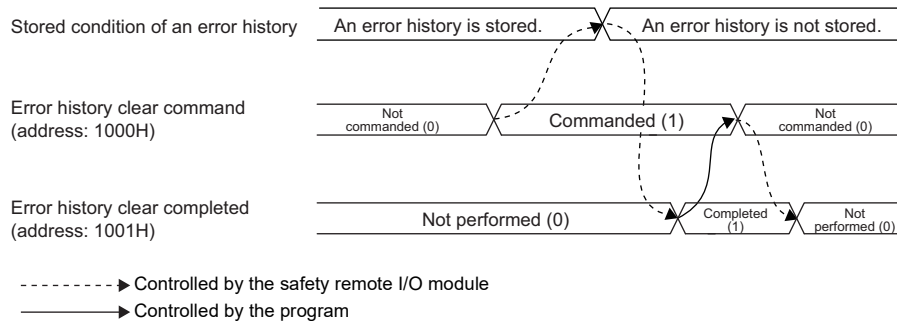 Stored condition of an error history
An error history is stored.
An error history is not stored.
Error history clear command
(address: 1000H)
Not
commanded (0)
Commanded (1)
Not
commanded (0)
Error history clear completed
(address: 1001H)
Not performed (0)
Completed
(1)
Not
performed (0)
Controlled by the safety remote I/O module
Controlled by the program